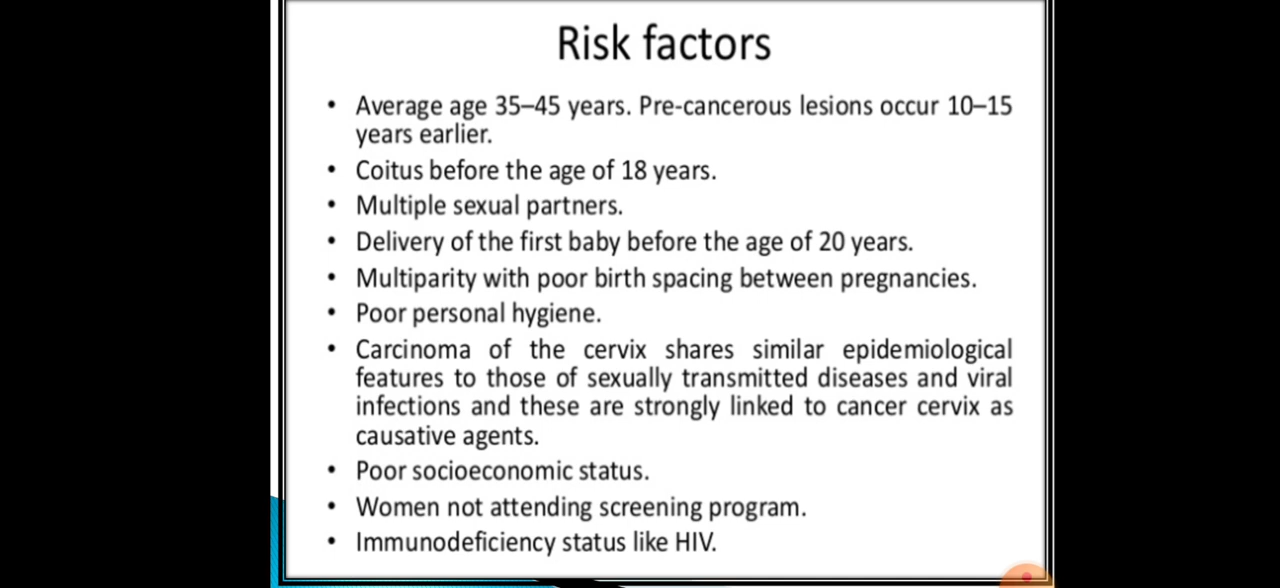 Risk factors
• Average age 35–45 years. Pre-cancerous lesions occur 10–15
years earlier.
• Coitus before the age of 18 years.
• Multiple sexual partners.
• Delivery of the first baby before the age of 20 years.
• Multiparity with poor birth spacing between pregnancies.
• Poor personal hygiene.
• Carcinoma of the cervix shares similar epidemiological
features to those of sexually transmitted diseases and viral
infections and these are strongly linked to cancer cervix as
causative agents.
• Poor socioeconomic status.
• Women not attending screening program.
• Immunodeficiency status like HIV.